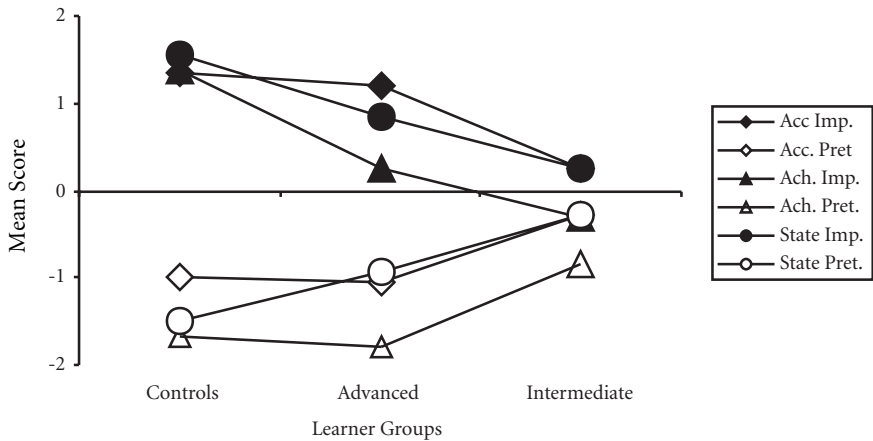 2
1
0
-1
-2
Mean Score
Controls
Advanced
Intermediate
Learner Groups
Acc Imp.
Acc. Pret
Ach. Imp.
Ach. Pret.
State Imp.
State Pret.